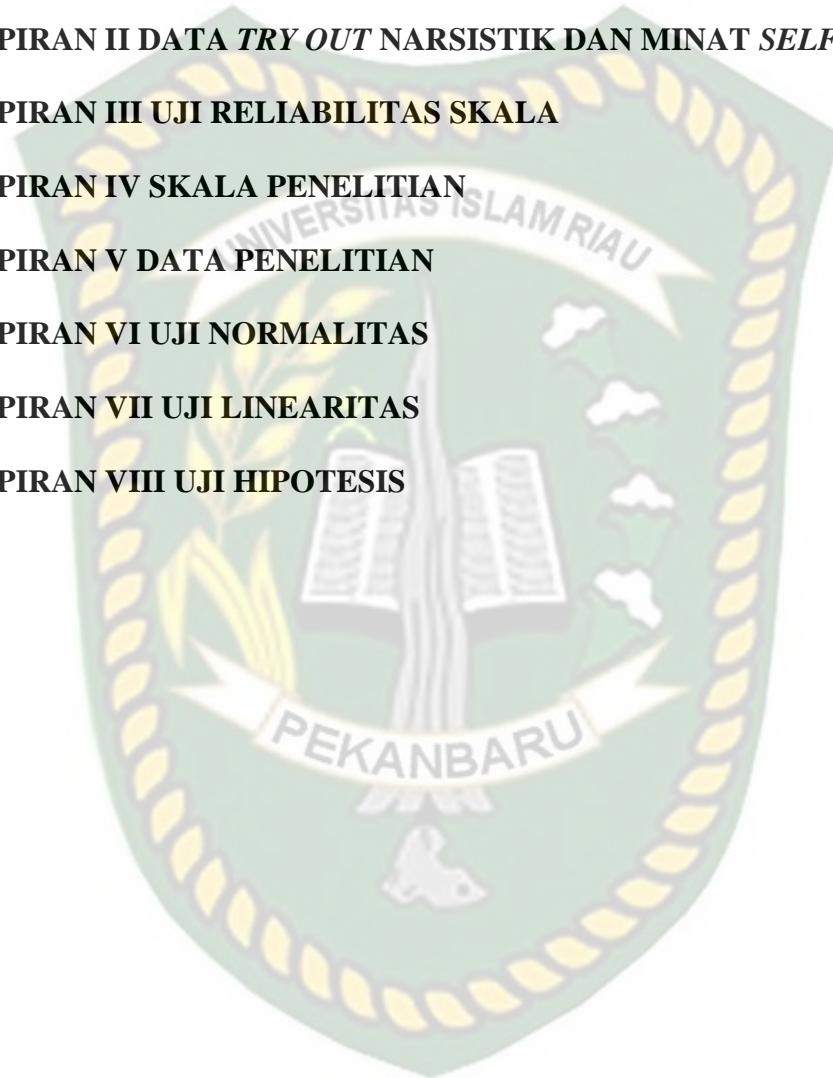 PIRAN II DATA TRY OUT NARSISTIK DAN MINAT SELF
PIRAN III UJI RELIABILITAS SKALA
PIRAN IV SKALA PENELITIAN
UNIVERSITAS ISLAM RIAU
PIRAN V DATA PENELITIAN
PIRAN VI UJI NORMALITAS
PIRAN VII UJI LINEARITAS
PIRAN VIII UJI HIPOTESIS
PEKANBARU